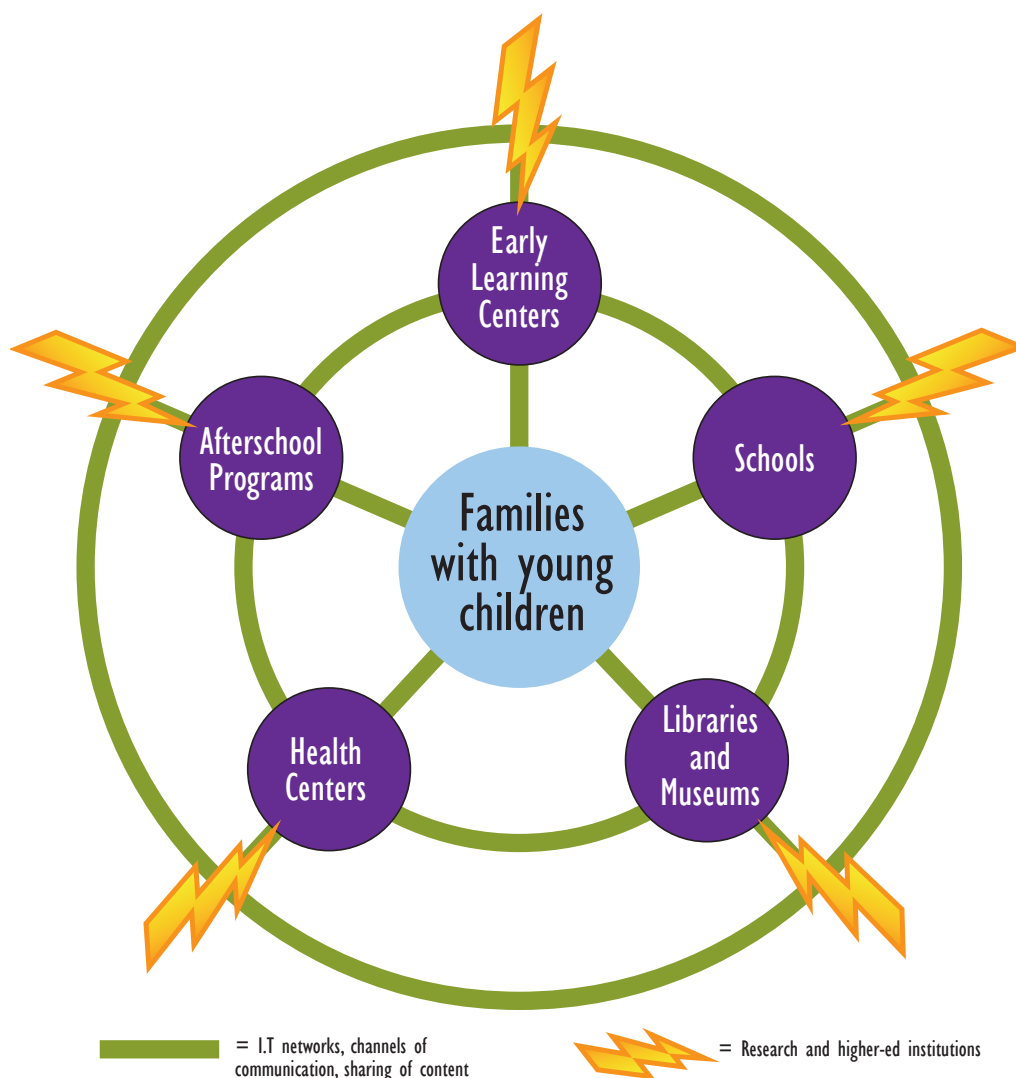 Early
Learning
Centers
Afterschool
Programs
Schools
Families
with young
children
Health
Centers
Libraries
and
Museums
= I.T networks, channels of
communication, sharing of content
= Research and higher-ed institutions